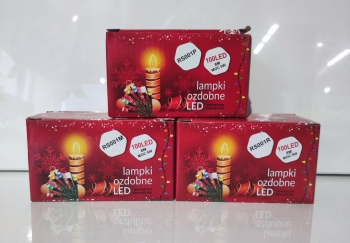 RS001P
100LED
lampki
ozdobne
LED
RS001M
100LED
lampki
ozdobne
LED
RS001R
100LED
lampki
ozdobne
LED